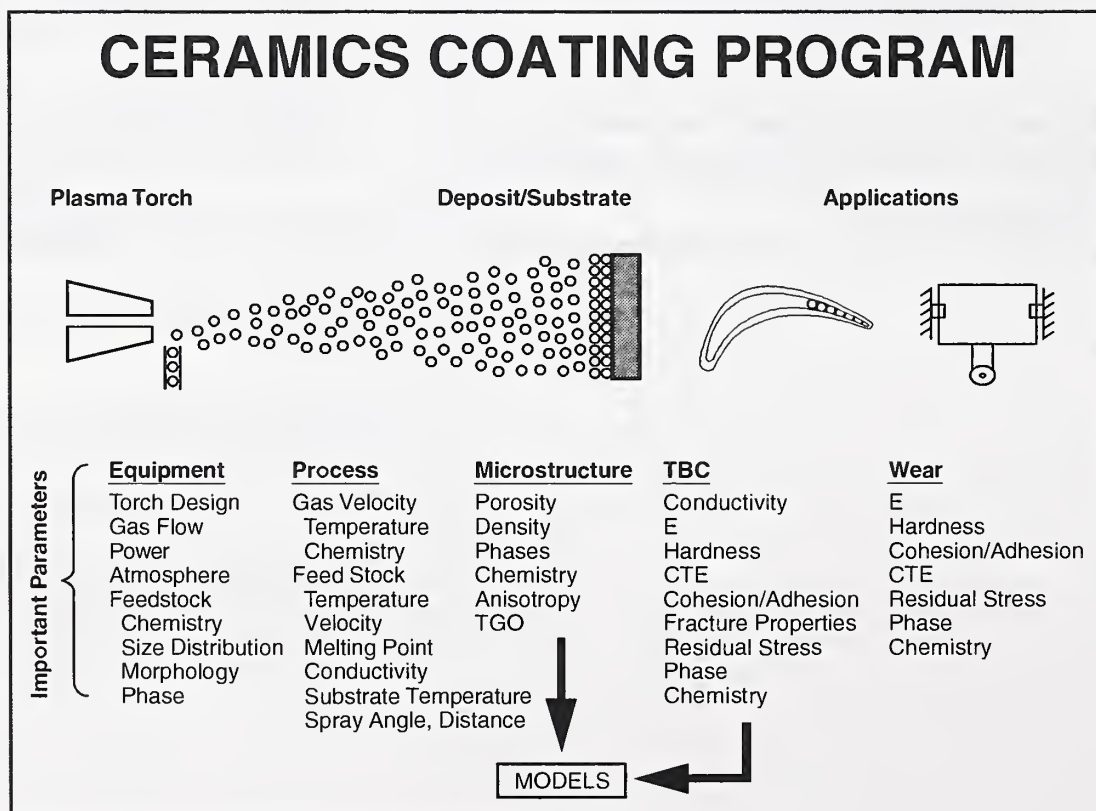 CERAMICS COATING PROGRAM
Plasma Torch
Deposit/Substrate
Applications
Important Parameters
Equipment
Torch Design
Gas Flow
Power
Atmosphere
Feedstock
Chemistry
Size Distribution
Morphology
Phase
Process
Gas Velocity
Temperature
Chemistry
Feed Stock
Temperature
Velocity
Melting Point
Conductivity
Substrate Temperature
Spray Angle, Distance
Microstructure
Porosity
Density
Phases
Chemistry
Anisotropy
TGO
TBC
Conductivity
E
Hardness
CTE
Cohesion/Adhesion
Fracture Properties
Residual Stress
Phase
Chemistry
Wear
E
Hardness
Cohesion/Adhesion
CTE
Residual Stress
Phase
Chemistry
MODELS